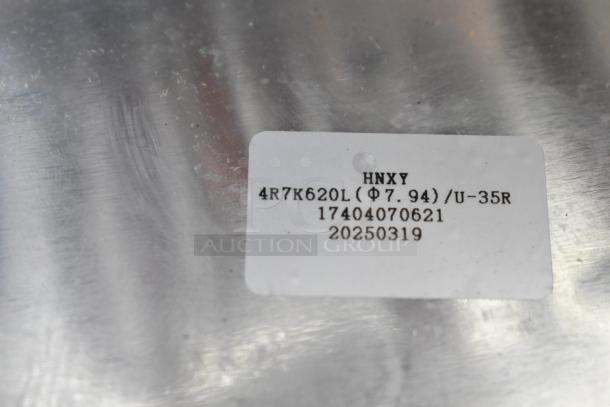 HNXY
4R7K620L(Φ7.94)/U-35R
17404070621
20250319
AUCTION GROUP